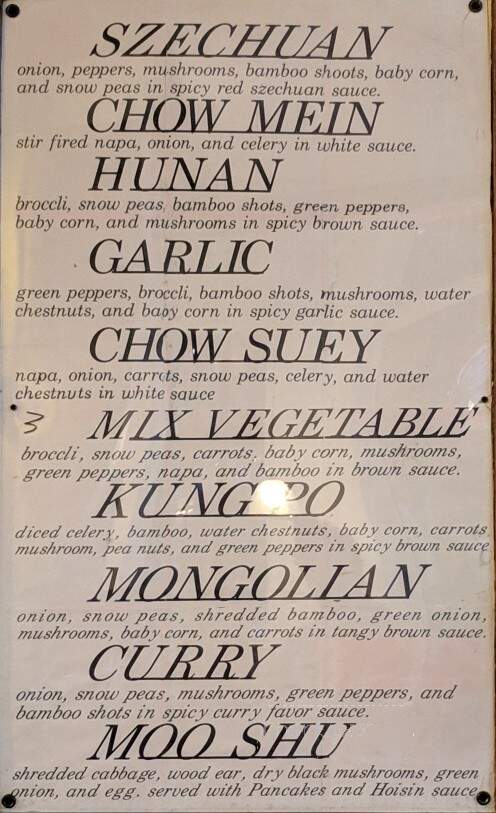 SZECHUAN
onion, peppers, mushrooms, bamboo shoots, baby corn,
and snow peas in spicy red szechuan sauce.
CHOW MEIN
stir fired napa, onion, and celery in white sauce.
HUNAN
broccli, snow peas, bamboo shots, green peppers,
baby corn, and mushrooms in spicy brown sauce.
GARLIC
green peppers, broccli, bamboo shots, mushrooms, water
chestnuts, and baby corn in spicy garlic sauce.
CHOW SUEY
napa, onion, carrots, snow peas, celery, and water
chestnuts in white sauce
3 MIX VEGETABLE
broccli, snow peas, carrots, baby corn, mushrooms,
green peppers, napa, and bamboo in brown sauce.
KUNG PO
diced celery, bamboo, water chestnuts, baby corn, carrots
mushroom, pea nuts, and green peppers in spicy brown sauce
MONGOLIAN
onion, snow peas, shredded bamboo, green onion,
mushrooms, baby corn, and carrots in tangy brown sauce.
CURRY
onion, snow peas, mushrooms, green peppers, and
bamboo shots in spicy curry favor sauce.
MOO SHU
shredded cabbage, wood ear, dry black mushrooms, green
onion, and egg. served with Pancakes and Hoisin sauce